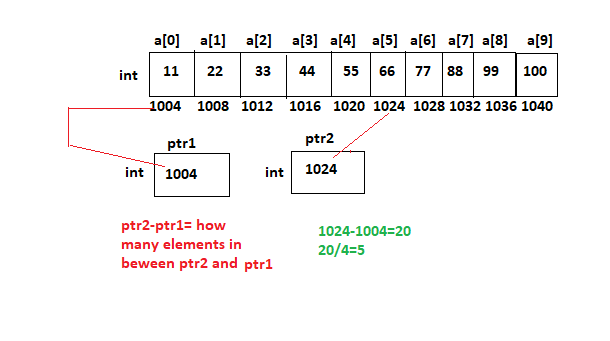 a[0] a[1] a[2] a[3] a[4] a[5] a[6] a[7] a[8] a[9]
int 11 22 33 44 55 66 77 88 99 100
1004 1008 1012 1016 1020 1024 1028 1032 1036 1040
ptr1 ptr2
int 1004 int 1024
ptr2-ptr1= how
many elements in
beween ptr2 and ptr1
1024-1004=20
20/4=5